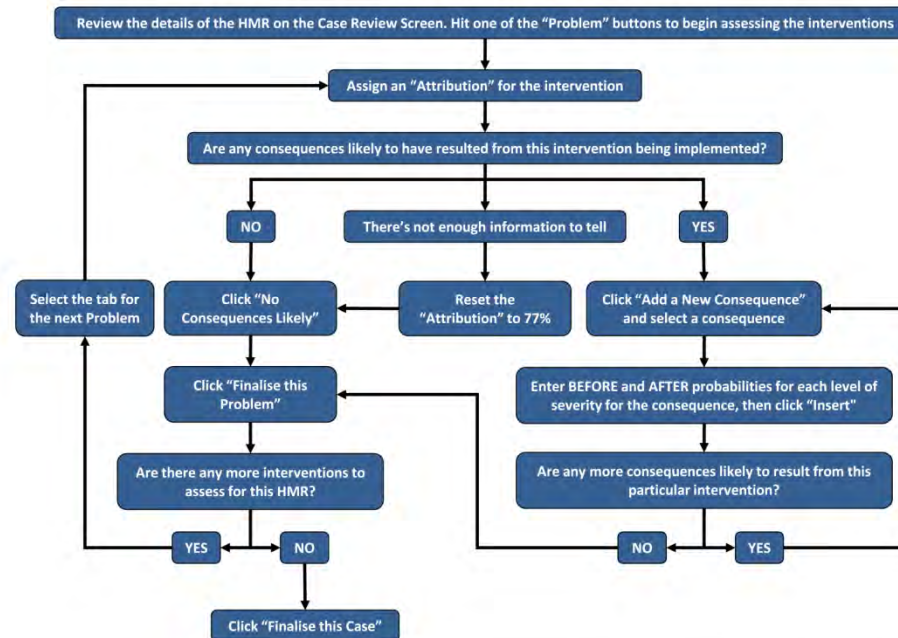 Review the details of the HMR on the Case Review Screen. Hit one of the “Problem” buttons to begin assessing the interventions
Assign an “Attribution” for the intervention
Are any consequences likely to have resulted from this intervention being implemented?
NO
There’s not enough information to tell
YES
Select the tab for
the next Problem
Click “No
Consequences Likely”
Reset the
“Attribution” to 77%
Click “Add a New Consequence”
and select a consequence
Click “Finalise this
Problem”
Enter BEFORE and AFTER probabilities for each level of
severity for the consequence, then click “Insert”
Are there any more interventions to
assess for this HMR?
Are any more consequences likely to result from this
particular intervention?
YES
NO
NO
YES
Click “Finalise this Case”